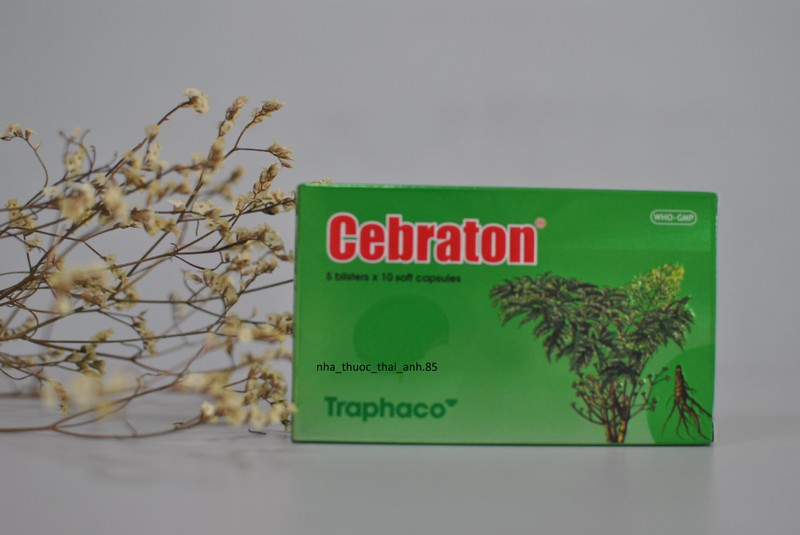 WHO-GMP
Cebraton®
5 blisters x 10 soft capsules
nha_thuoc_thai_anh.85
Traphaco